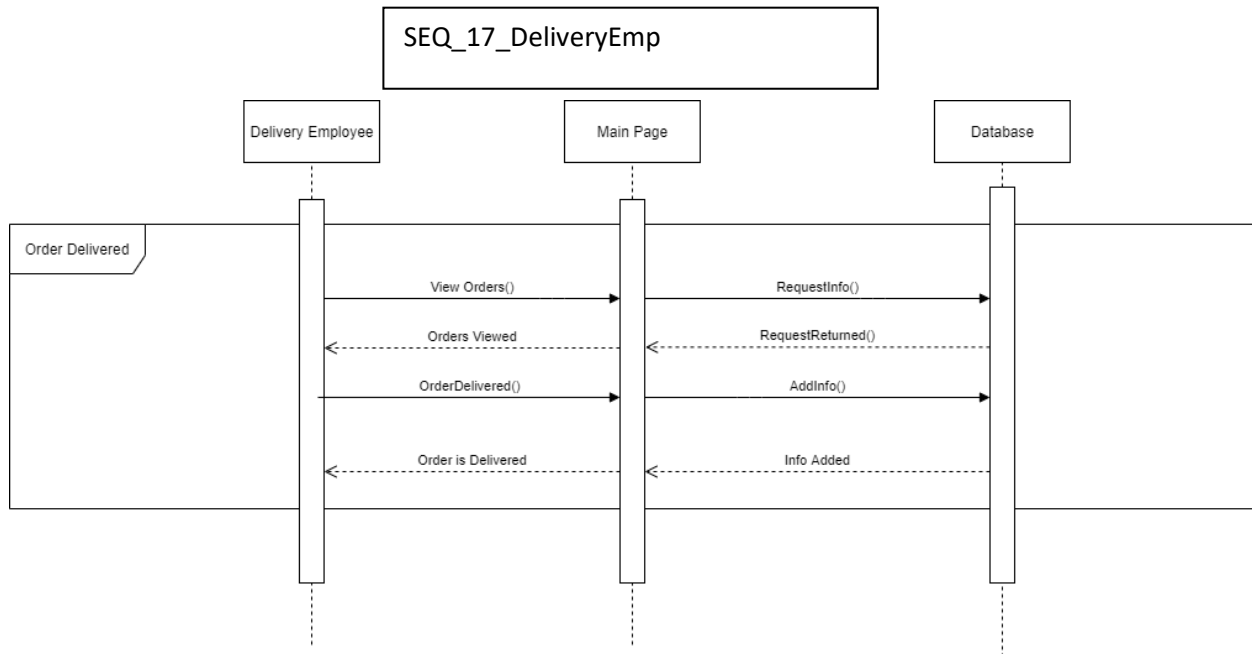 SEQ_17_DeliveryEmp
Delivery Employee
Main Page
Database
Order Delivered
View Orders()
RequestInfo()
Orders Viewed
RequestReturned()
OrderDelivered()
AddInfo()
Order is Delivered
Info Added